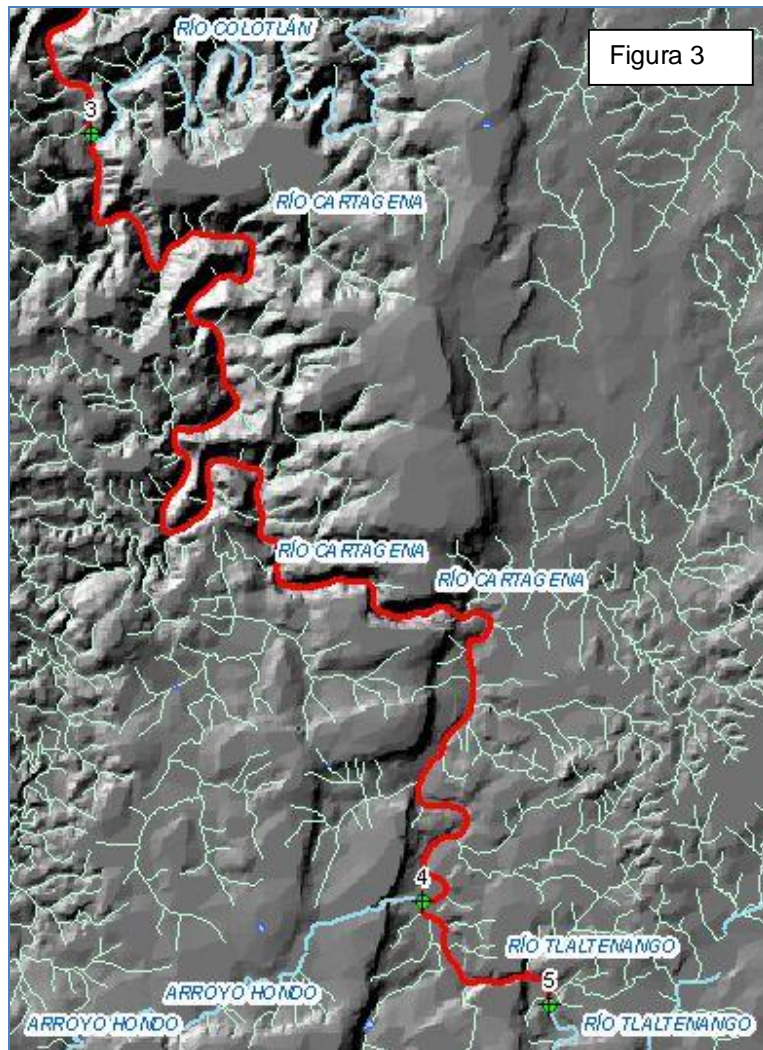 RÍO COLOTLÁN
Figura 3
3
RÍO CARTAGENA
RÍO CARTAGENA
RÍO CARTAGENA
4
RÍO TLALTENANGO
5
ARROYO HONDO
ARROYO HONDO
RÍO TLALTENANGO